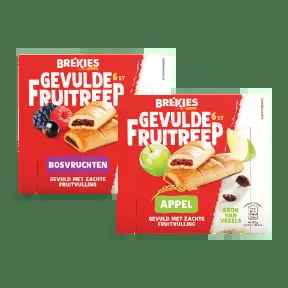 BREKIES
GEVULDE 6 ST
FRUITREEP
BOSVRUCHTEN
GEVULD MET ZACHTE
FRUITVULLING
BREKIES
GEVULDE 6 ST
FRUITREEP
APPEL
GEVULD MET ZACHTE
FRUITVULLING
BRON
VAN
VEZELS